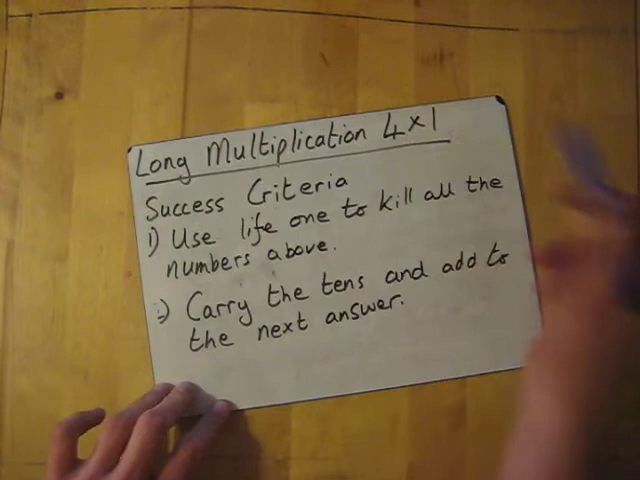 Long Multiplication 4x1
Success Criteria
1) Use life one to kill all the
numbers above.
2) Carry the tens and add to
the next answer.